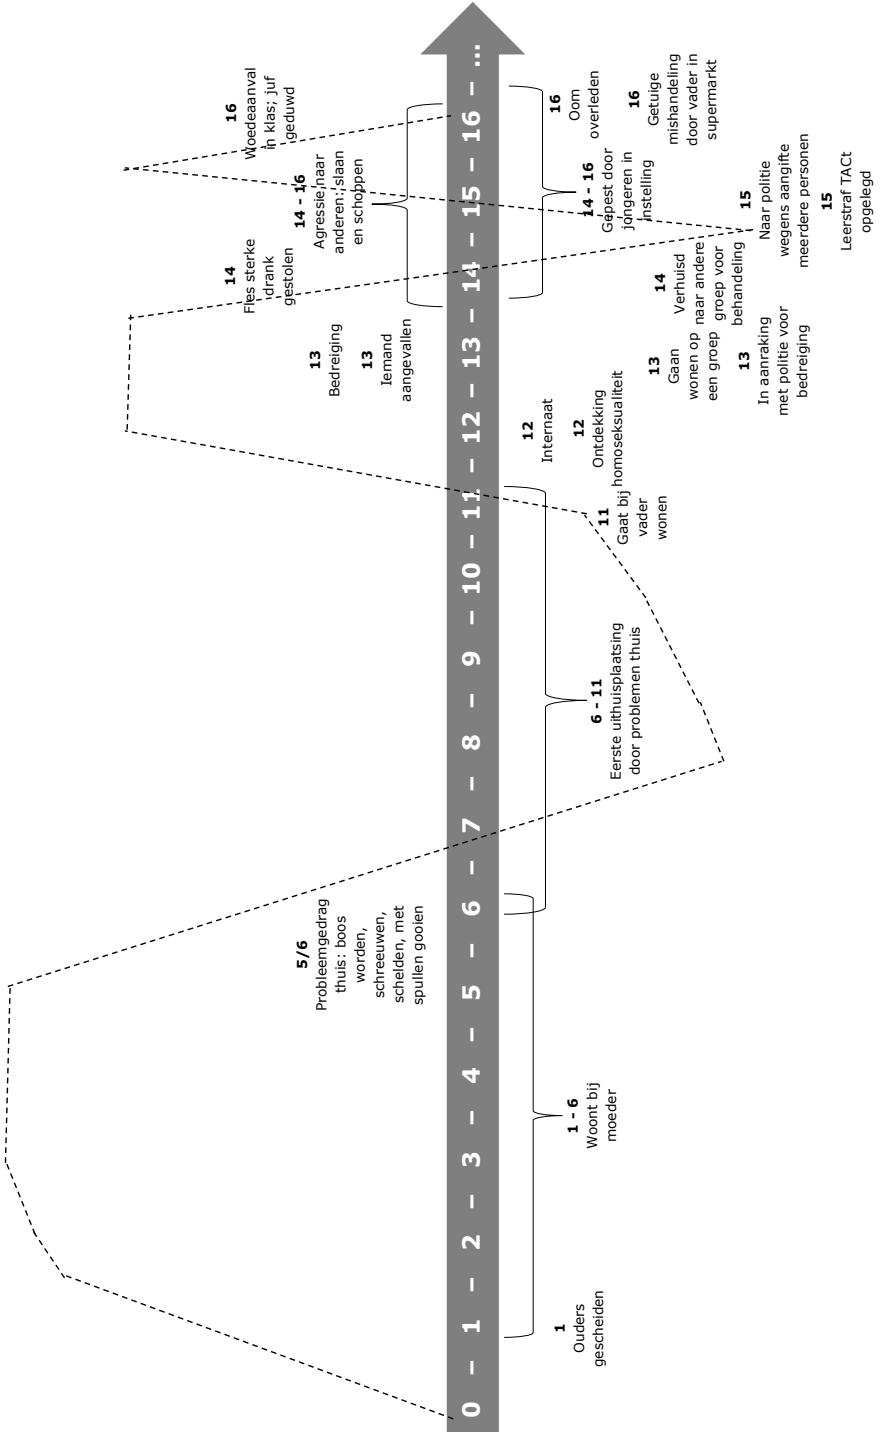 5/6
Probleemgedrag
thuis: boos
worden,
schreeuwen,
schelden, met
spullen gooien
13
Bedreiging
13
Iemand
aangevallen
14
Fles sterke
drank
gestolen
14 - 16
Agressie naar
anderen; slaan
en schoppen
16
Woedeaanval
in klas; juf
geduwd
0 – 1 – 2 – 3 – 4 – 5 – 6 – 7 – 8 – 9 – 10 – 11 – 12 – 13 – 14 – 15 – 16 – ...
1
Ouders
gescheiden
1 - 6
Woont bij
moeder
6 - 11
Eerste uithuisplaatsing
door problemen thuis
11
Gaat bij
vader
wonen
12
Internaat
12
Ontdekking
homoseksualiteit
13
Gaan
wonen op
een groep
13
In aanraking
met politie voor
bedreiging
14
Verhuisd
naar andere
groep voor
behandeling
14 - 16
Gepest door
jongeren in
instelling
15
Naar politie
wegens aangifte
meerdere personen
15
Leerstraf TACt
opgelegd
16
Oom
overleden
16
Getuige
mishandeling
door vader in
supermarkt